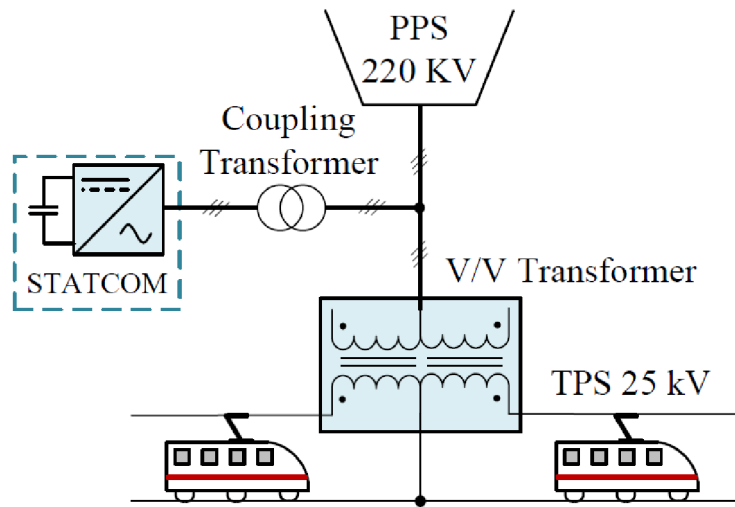 PPS
220 KV
Coupling
Transformer
STATCOM
V/V Transformer
TPS 25 kV